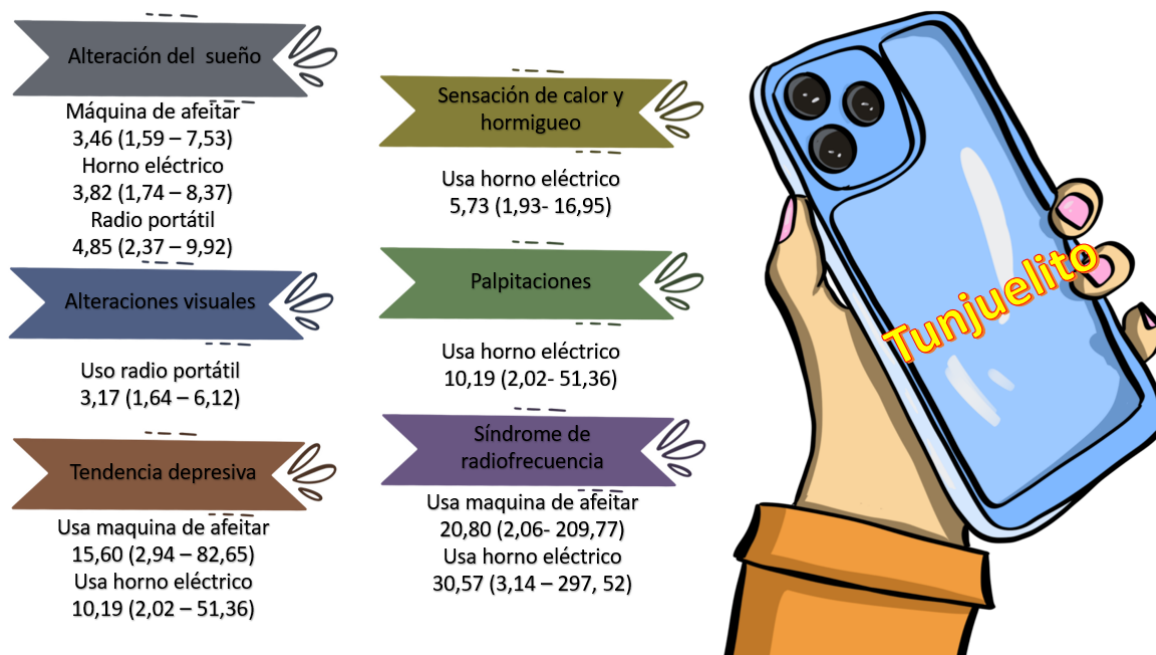 Alteración del  sueño
Máquina de afeitar
3,46 (1,59 – 7,53)
Horno eléctrico
3,82 (1,74 – 8,37)
Radio portátil
4,85 (2,37 – 9,92)
Alteraciones visuales
Uso radio portátil
3,17 (1,64 – 6,12)
Tendencia depresiva
Usa maquina de afeitar
15,60 (2,94 – 82,65)
Usa horno eléctrico
10,19 (2,02 – 51,36)
Sensación de calor y
hormigueo
Usa horno eléctrico
5,73 (1,93- 16,95)
Palpitaciones
Usa horno eléctrico
10,19 (2,02- 51,36)
Síndrome de
radiofrecuencia
Usa maquina de afeitar
20,80 (2,06- 209,77)
Usa horno eléctrico
30,57 (3,14 – 297, 52)
Tunjuelito